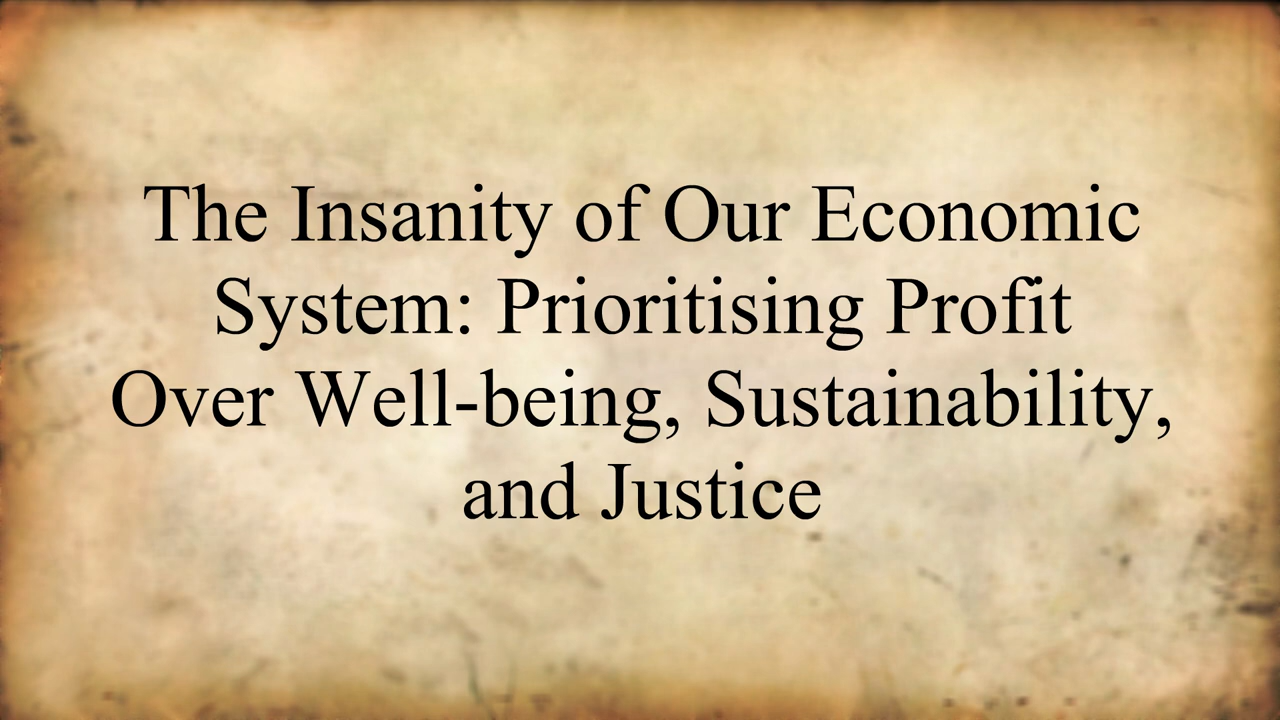 The Insanity of Our Economic
System: Prioritising Profit
Over Well-being, Sustainability,
and Justice